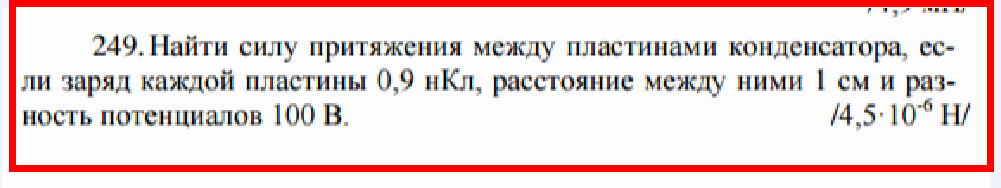 249. Найти силу притяжения между пластинами конденсатора, ес-
ли заряд каждой пластины 0,9 нКл, расстояние между ними 1 см и раз-
ность потенциалов 100 В. /4,5·10⁻⁶ Н/